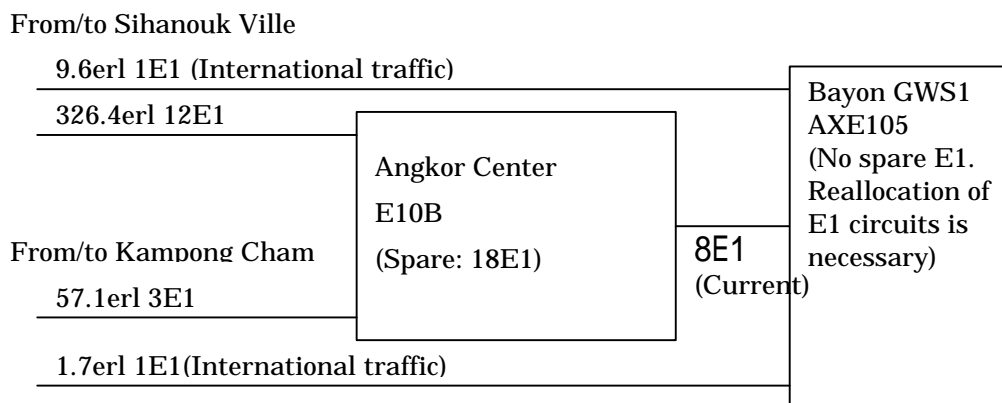 From/to Sihanouk Ville
9.6erl 1E1 (International traffic)
326.4erl 12E1
Angkor Center
E10B
(Spare: 18E1)
From/to Kampong Cham
57.1erl 3E1
1.7erl 1E1(International traffic)
8E1
(Current)
Bayon GWS1
AXE105
(No spare E1.
Reallocation of
E1 circuits is
necessary)